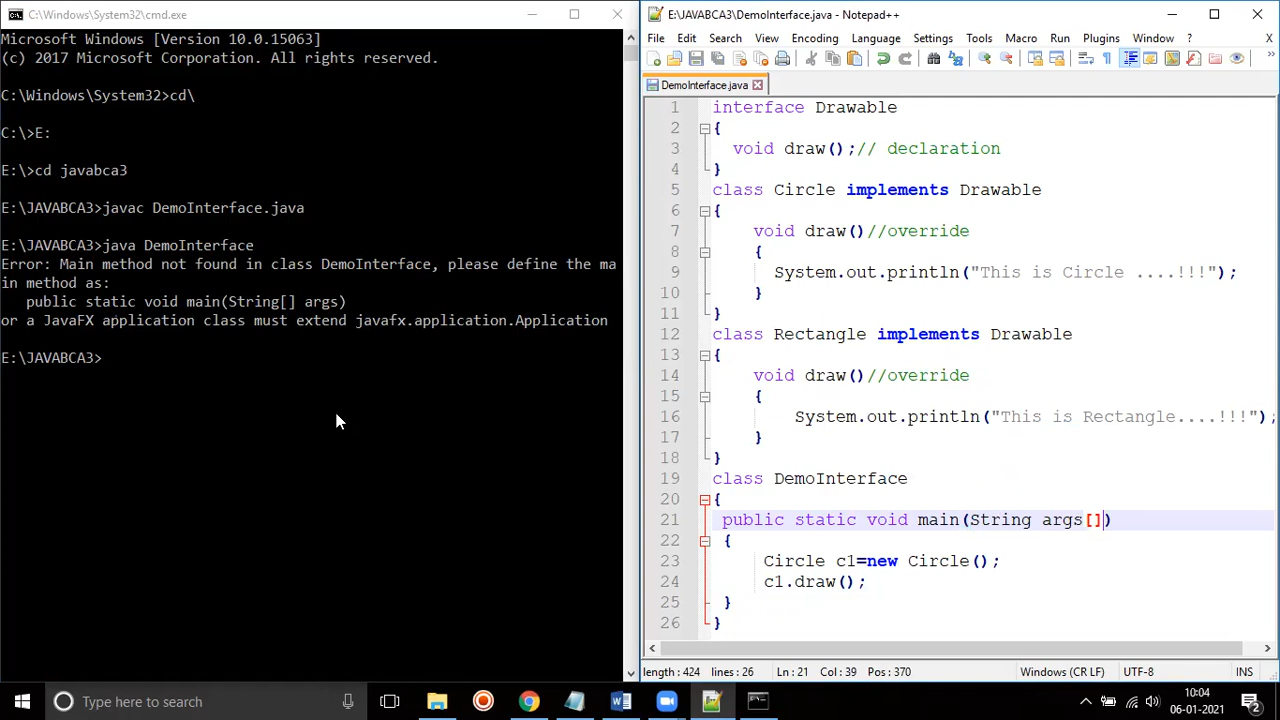 C:\Windows\System32\cmd.exe
Microsoft Windows [Version 10.0.15063]
(c) 2017 Microsoft Corporation. All rights reserved.
C:\Windows\System32>cd\
C:\>E:
E:\>cd javabca3
E:\JAVABCA3>javac DemoInterface.java
E:\JAVABCA3>java DemoInterface
Error: Main method not found in class DemoInterface, please define the ma
in method as:
public static void main(String[] args)
or a JavaFX application class must extend javafx.application.Application
E:\JAVABCA3>
E:\JAVABCA3\DemoInterface.java - Notepad++
File Edit Search View Encoding Language Settings Tools Macro Run Plugins Window ? X
DemoInterface.java
1 interface Drawable
2 {
3 void draw();// declaration
4 }
5 class Circle implements Drawable
6 {
7 void draw()//override
8 {
9 System.out.println("This is Circle ....!!!");
10 }
11 }
12 class Rectangle implements Drawable
13 {
14 void draw()//override
15 {
16 System.out.println("This is Rectangle....!!!");
17 }
18 }
19 class DemoInterface
20 {
21 public static void main(String args[])
22 {
23 Circle c1=new Circle();
24 c1.draw();
25 }
26 }
length : 424 lines : 26 Ln : 21 Col : 39 Pos : 370 Windows (CR LF) UTF-8 INS
Type here to search
10:04
06-01-2021
2